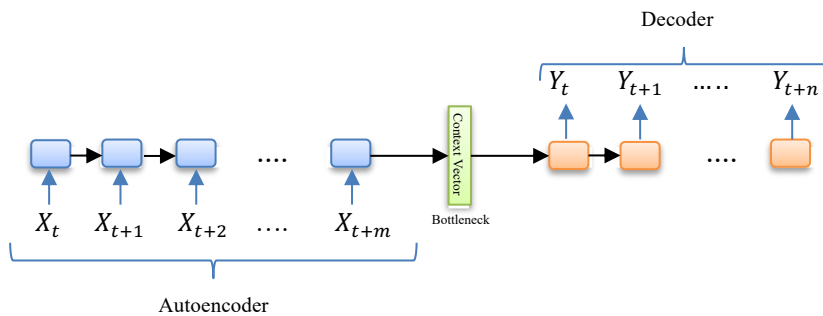 Decoder
Y_t Y_{t+1} ..... Y_{t+n}
Context Vector
.... ....
Bottleneck
X_t X_{t+1} X_{t+2} .... X_{t+m}
Autoencoder